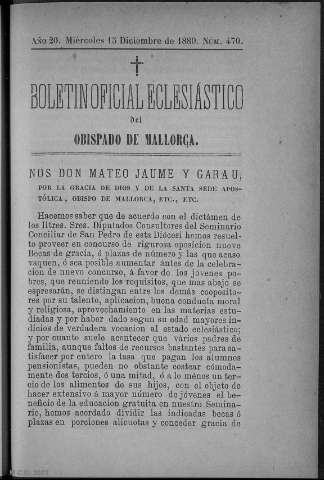 Año 20. Miércoles 15 Diciembre de 1880. Núm. 470.
BOLETIN OFICIAL ECLESIÁSTICO
del
OBISPADO DE MALLORCA.
NOS DON MATEO JAUME Y GARAU,
POR LA GRACIA DE DIOS Y DE LA SANTA SEDE APOS-
TÓLICA, OBISPO DE MALLORCA, ETC., ETC.
Hacemos saber que de acuerdo con el dictámen de
los Iltres. Sres. Diputados Consultores del Seminario
Conciliar de San Pedro de esta Diócesi hemos resuel-
to proveer en concurso de rigurosa oposicion nueve
Becas de gracia, ó plazas de número y las que acaso
vaquen, ó sea posible aumentar ántes de la celebra-
cion de nuevo concurso, á favor de los jóvenes po-
bres, que reuniendo los requisitos, que mas abajo se
espresarán, se distingan entre los demás cooposito-
res por su talento, aplicacion, buena conducta moral
y religiosa, aprovechamiento en las materias estu-
diadas y por haber dado segun su edad mayores in-
dicios de verdadera vocacion al estado eclesiástico;
y por cuanto suele acontecer que varios padres de
familia, aunque faltos de recursos bastantes para sa-
tisfacer por entero la tasa que pagan los alumnos
pensionistas, pueden no obstante costear cómoda-
mente dos tercios, ó una mitad, ó á lo ménos un ter-
cio de los alimentos de sus hijos, con el objeto de
hacer extensivo á mayor número de jóvenes el be-
neficio de la educacion gratuita en nuestro Semina-
rio, hemos acordado dividir las indicadas becas ó
plazas en porciones alícuotas y conceder gracia de